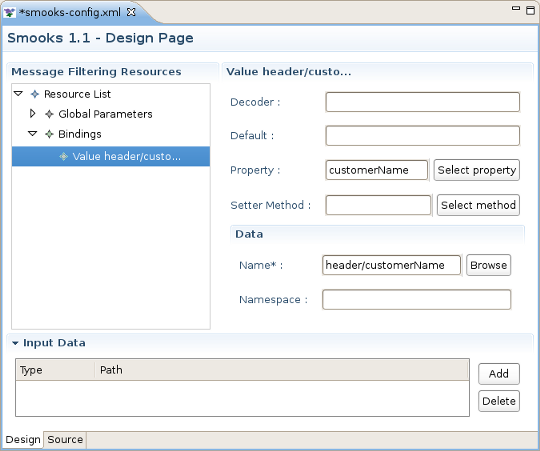 *smooks-config.xml
Smooks 1.1 - Design Page
Message Filtering Resources
Resource List
Global Parameters
Bindings
Value header/custo...
Value header/custo...
Decoder :
Default :
Property : customerName Select property
Setter Method : Select method
Data
Name* : header/customerName Browse
Namespace :
Input Data
Type Path
Add
Delete
Design Source